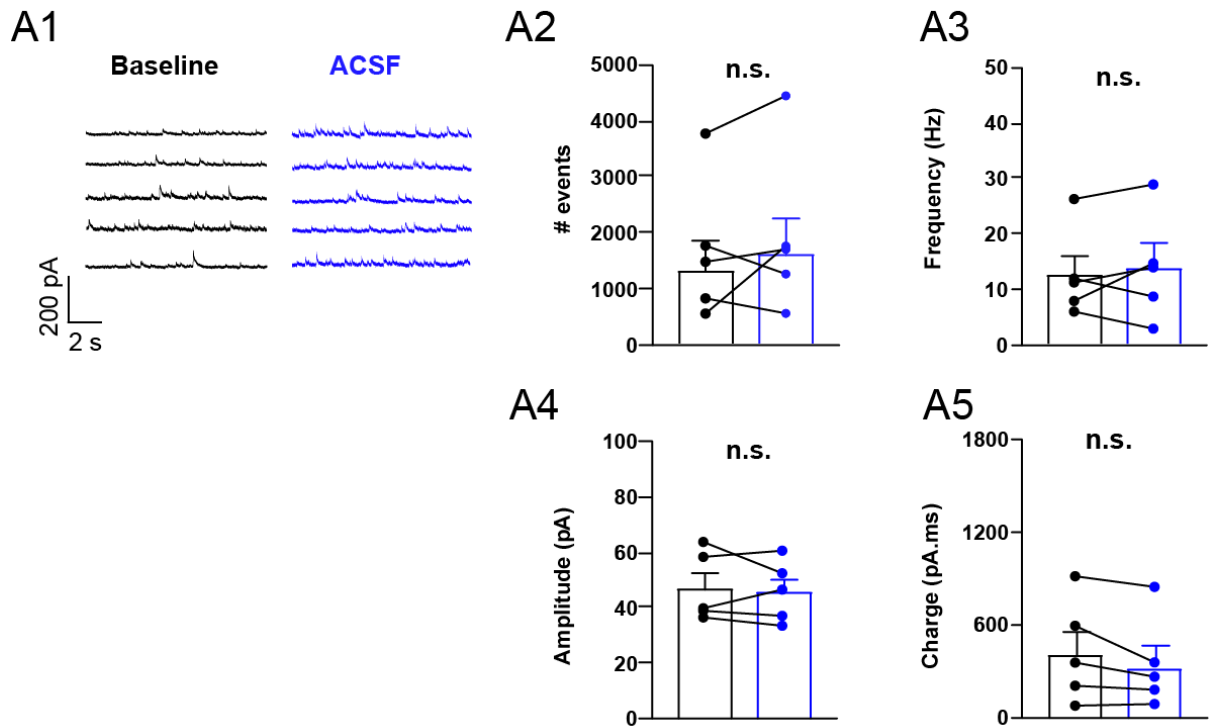 A1
Baseline
ACSF
200 pA
2 s
A2
n.s.
# events
5000
4000
3000
2000
1000
0
A3
n.s.
Frequency (Hz)
50
40
30
20
10
0
A4
n.s.
Amplitude (pA)
100
80
60
40
20
0
A5
n.s.
Charge (pA.ms)
1800
1200
600
0